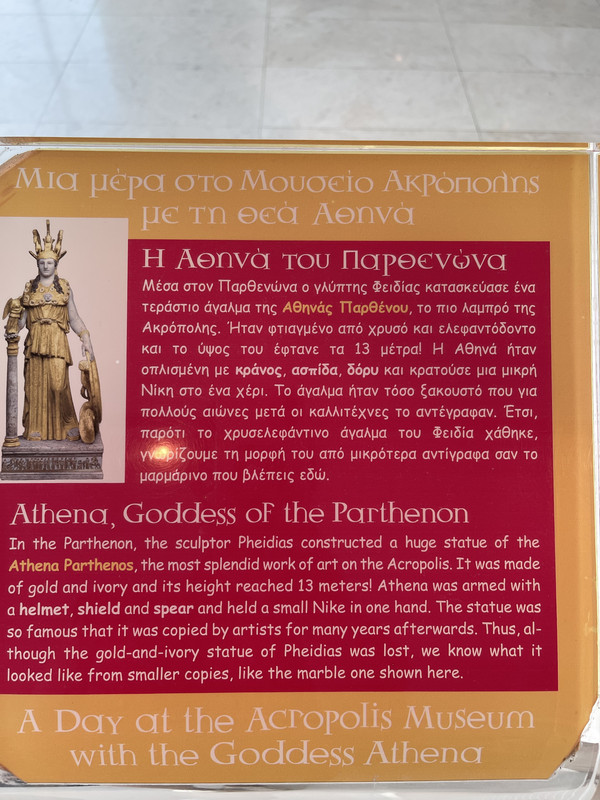 Μια μέρα στο Μουσείο Ακρόπολης
με τη θεά Αθηνά
Η Αθηνά του Παρθενώνα
Μέσα στον Παρθενώνα ο γλύπτης Φειδίας κατασκεύασε ένα
τεράστιο άγαλμα της Αθηνάς Παρθένου, το πιο λαμπρό της
Ακρόπολης. Ήταν φτιαγμένο από χρυσό και ελεφαντόδοντο
και το ύψος του έφτανε τα 13 μέτρα! Η Αθηνά ήταν
οπλισμένη με κράνος, ασπίδα, δόρυ και κρατούσε μια μικρή
Νίκη στο ένα χέρι. Το άγαλμα ήταν τόσο ξακουστό που για
πολλούς αιώνες μετά οι καλλιτέχνες το αντέγραφαν. Έτσι,
παρότι το χρυσελεφάντινο άγαλμα του Φειδία χάθηκε,
γνωρίζουμε τη μορφή του από μικρότερα αντίγραφα σαν το
μαρμάρινο που βλέπεις εδώ.
Athena, Goddess of the Parthenon
In the Parthenon, the sculptor Pheidias constructed a huge statue of the
Athena Parthenos, the most splendid work of art on the Acropolis. It was made
of gold and ivory and its height reached 13 meters! Athena was armed with
a helmet, shield and spear and held a small Nike in one hand. The statue was
so famous that it was copied by artists for many years afterwards. Thus, al-
though the gold-and-ivory statue of Pheidias was lost, we know what it
looked like from smaller copies, like the marble one shown here.
A Day at the Acropolis Museum
with the Goddess Athena